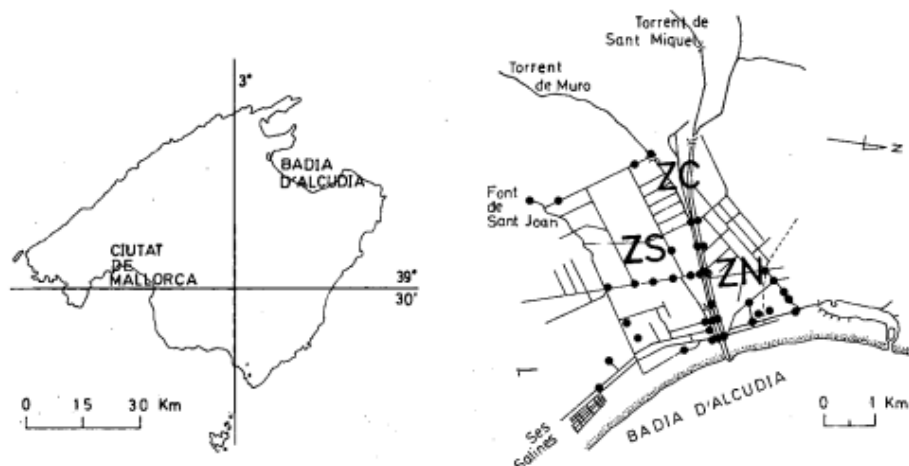 3°
BADIA
D'ALCUDIA
CIUTAT
DE
MALLORCA
39°
30'
0 15 30 Km
Torrent de
Sant Miquel
Torrent
de Muro
N
ZC
Font
de
Sant Joan
ZS
ZN
Ses
Salines
BADIA D'ALCUDIA
0 1 Km